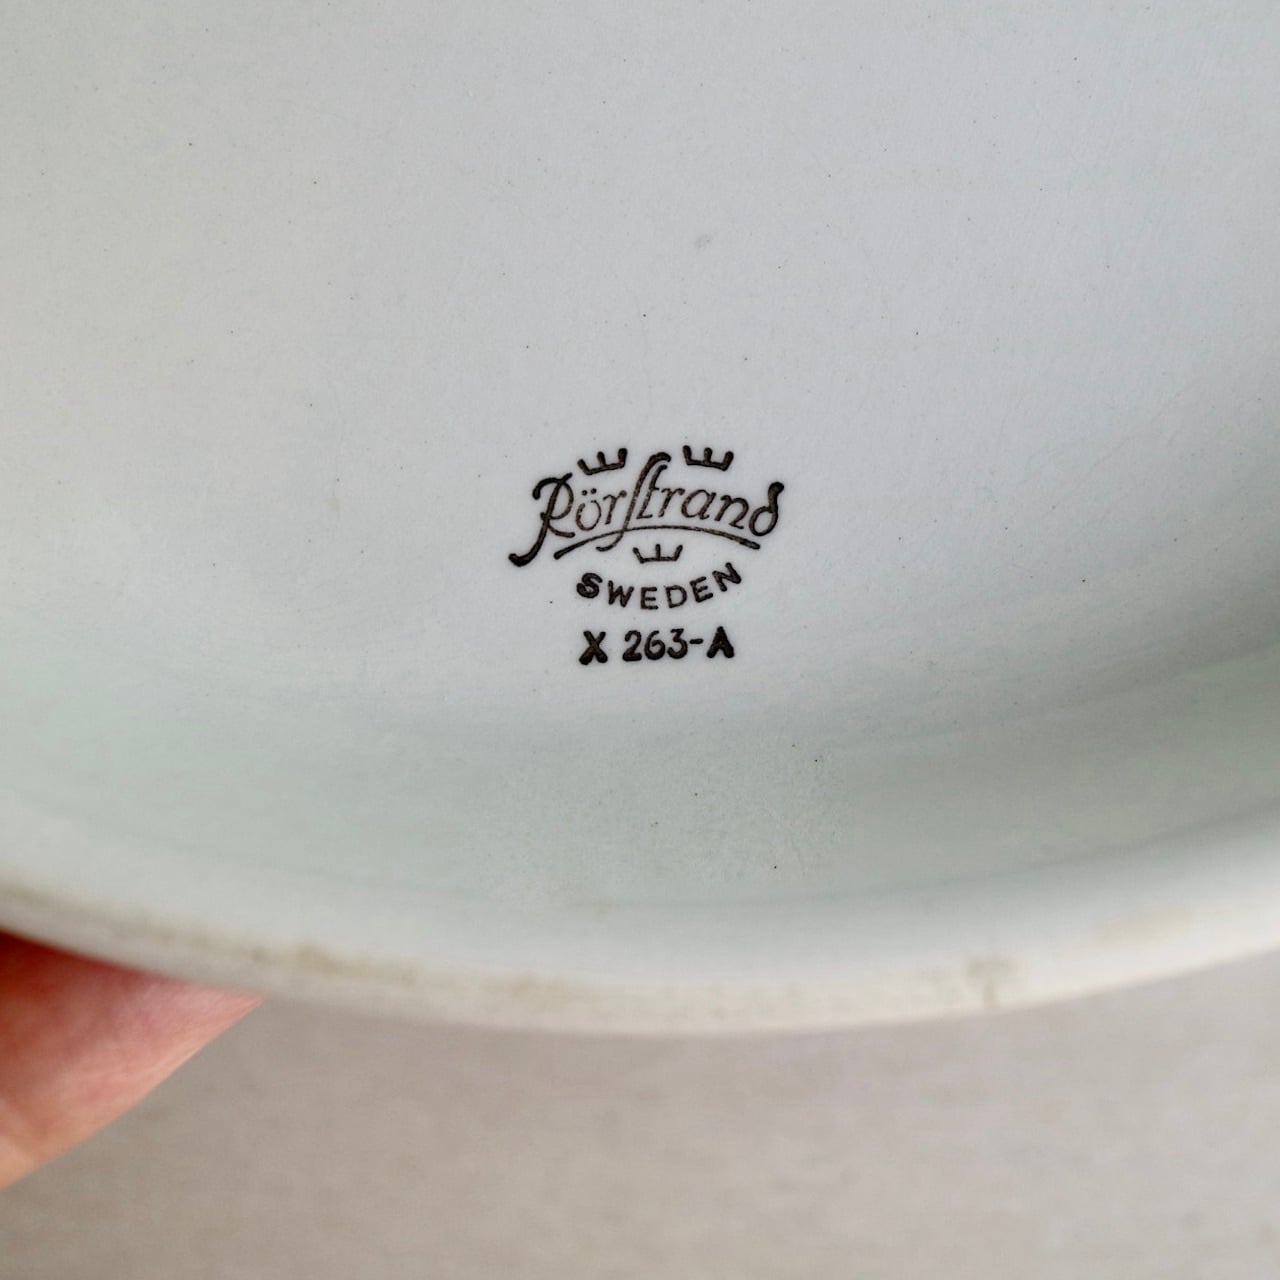 Rörstrand
SWEDEN
X 263-A